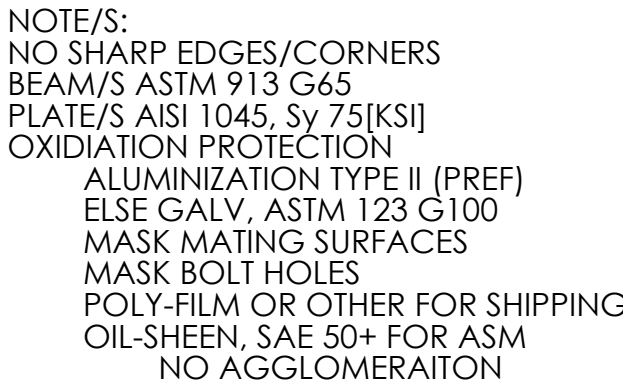 NOTE/S:
NO SHARP EDGES/CORNERS
BEAM/S ASTM 913 G65
PLATE/S AISI 1045, Sy 75[KSI]
OXIDIATION PROTECTION
ALUMINIZATION TYPE II (PREF)
ELSE GALV, ASTM 123 G100
MASK MATING SURFACES
MASK BOLT HOLES
POLY-FILM OR OTHER FOR SHIPPING
OIL-SHEEN, SAE 50+ FOR ASM
NO AGGLOMERAITON